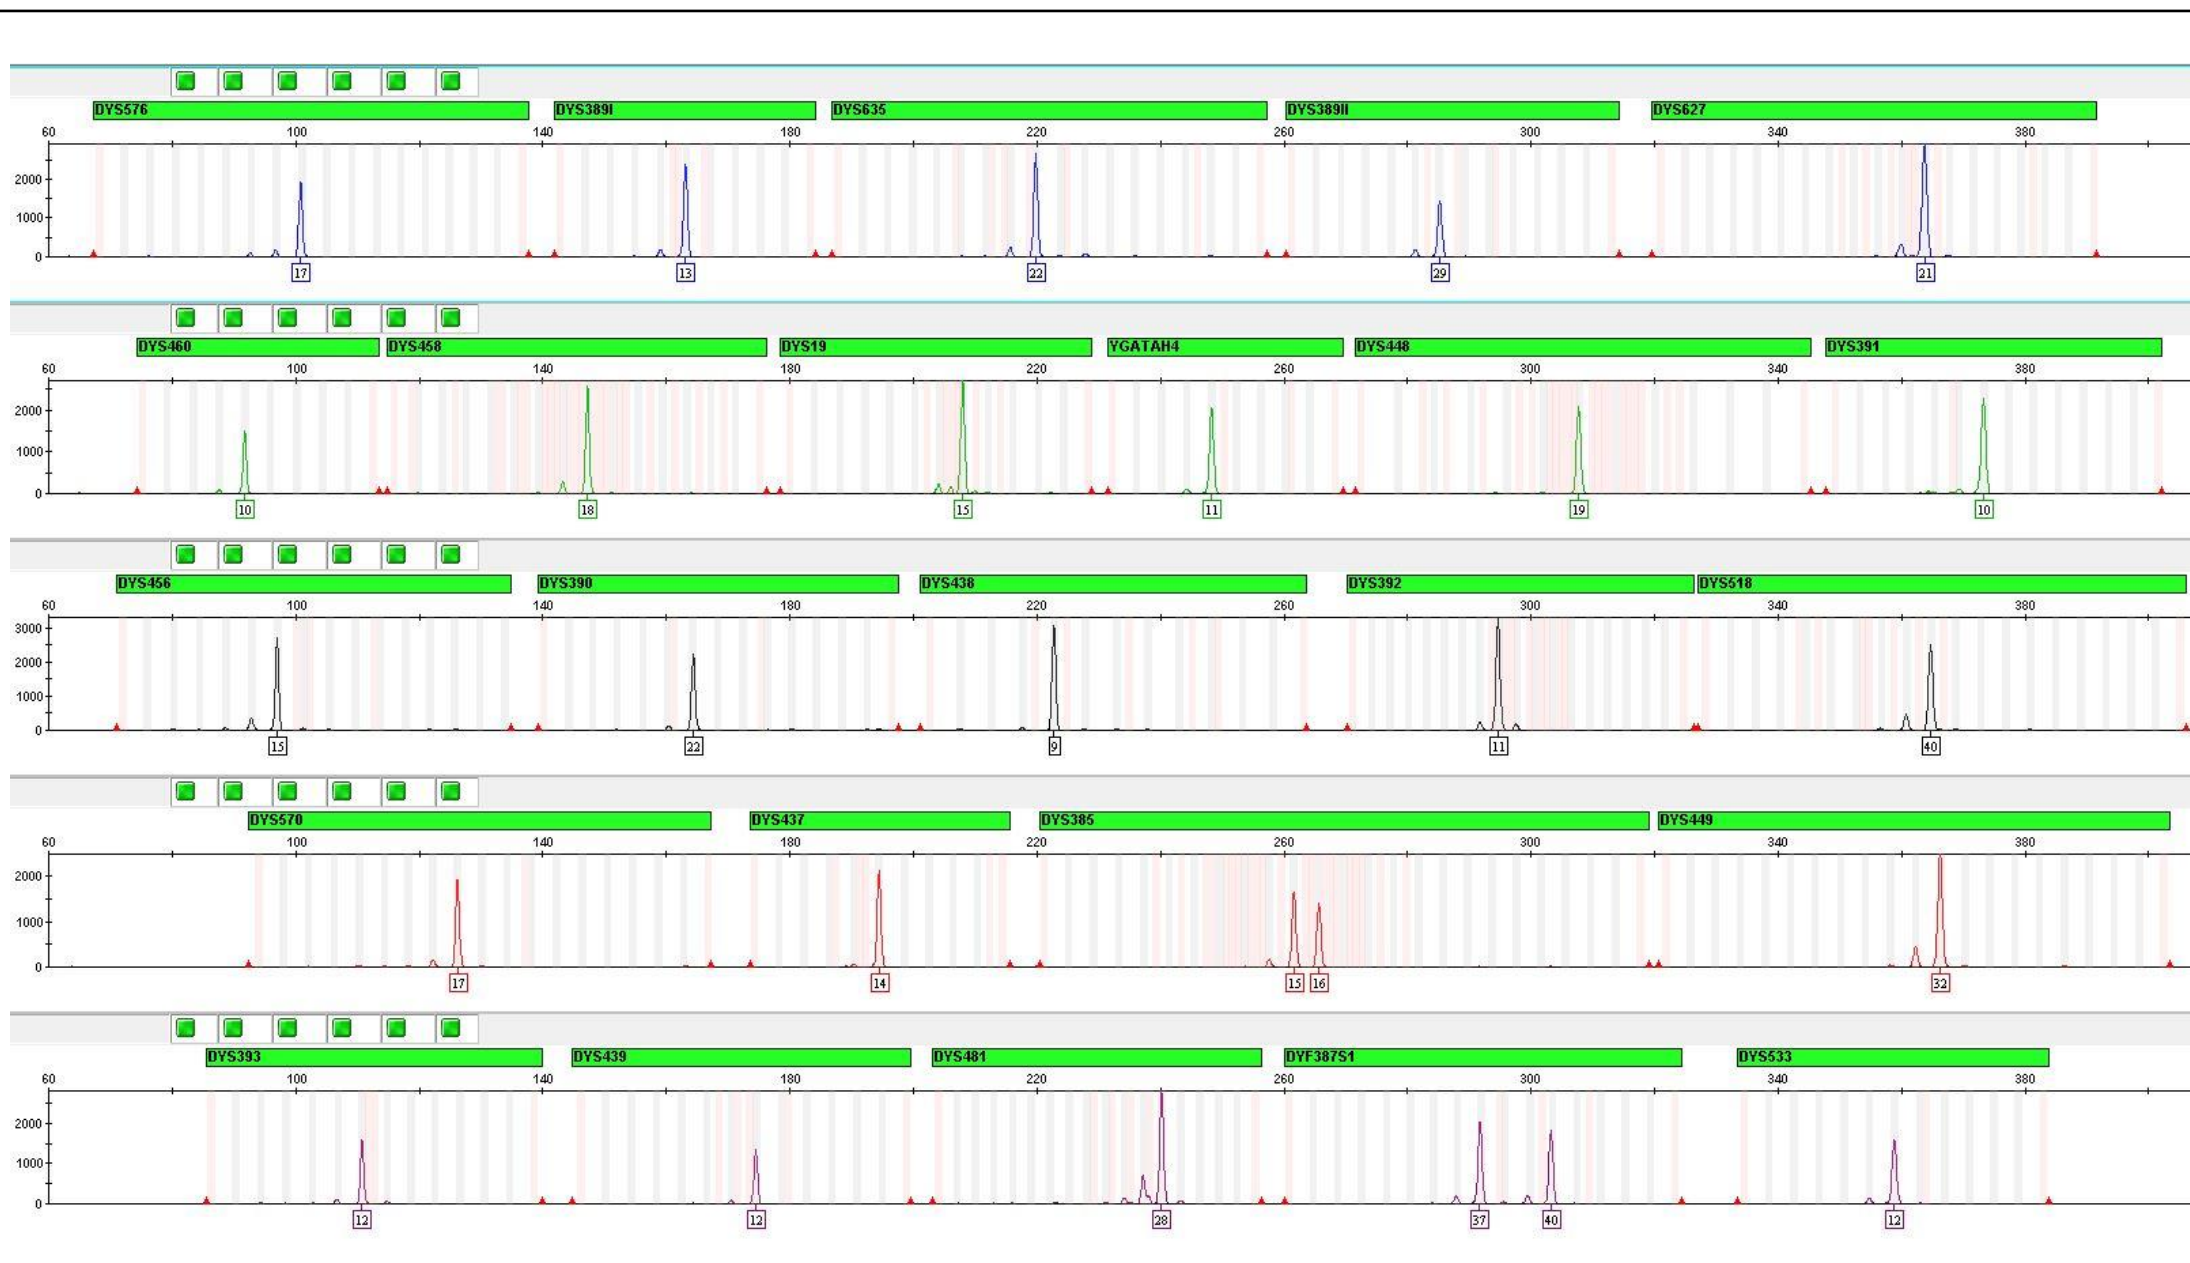 DYS576 DYS389I DYS635 DYS389II DYS627
60 100 140 180 220 260 300 340 380
2000
1000
0
17 13 22 29 21
DYS460 DYS458 DYS19 YGATAH4 DYS448 DYS391
60 100 140 180 220 260 300 340 380
2000
1000
0
10 18 15 11 19 10
DYS456 DYS390 DYS438 DYS392 DYS518
60 100 140 180 220 260 300 340 380
3000
2000
1000
0
15 22 9 11 40
DYS570 DYS437 DYS385 DYS449
60 100 140 180 220 260 300 340 380
2000
1000
0
17 14 15 16 32
DYS393 DYS439 DYS481 DYF387S1 DYS533
60 100 140 180 220 260 300 340 380
2000
1000
0
12 12 28 37 40 12